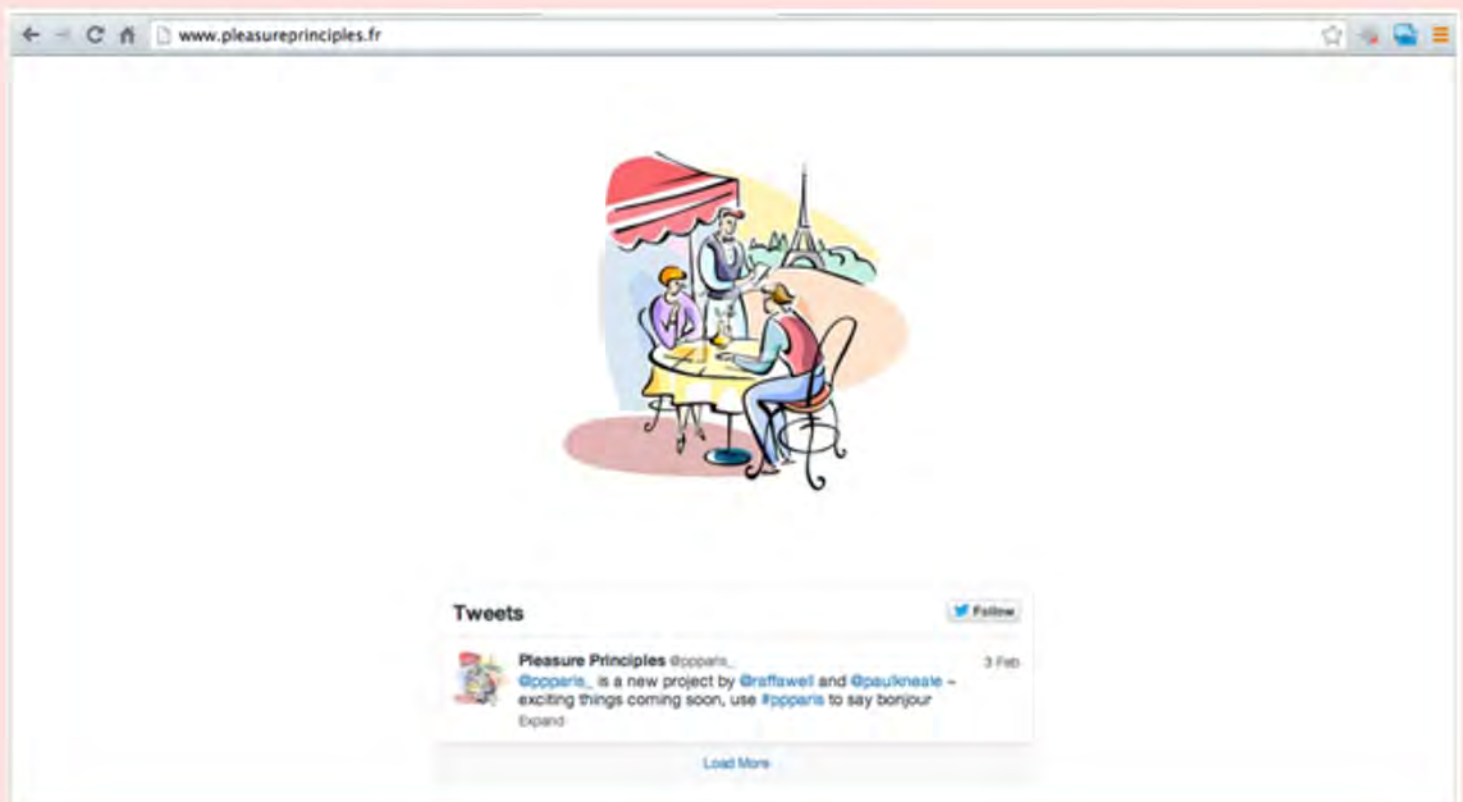 www.pleasureprinciples.fr
Tweets
Follow
Pleasure Principles @ppparis_
3 Feb
@ppparis_ is a new project by @raffawell and @paulkneale –
exciting things coming soon, use #ppparis to say bonjour
Expand
Load More